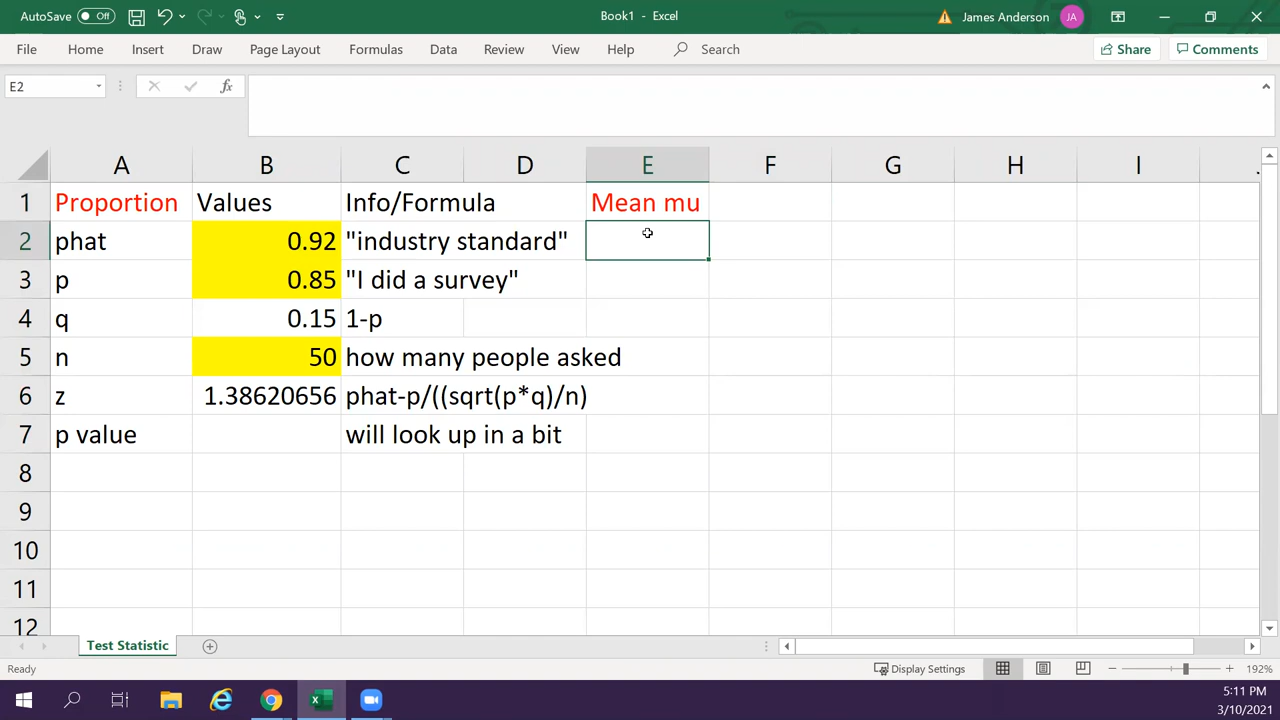 AutoSave Off Book1 - Excel James Anderson JA
File Home Insert Draw Page Layout Formulas Data Review View Help Search Share Comments
E2 fx
A B C D E F G H I
1 Proportion Values Info/Formula Mean mu
2 phat 0.92 "industry standard"
3 p 0.85 "I did a survey"
4 q 0.15 1-p
5 n 50 how many people asked
6 z 1.38620656 phat-p/((sqrt(p*q)/n)
7 p value will look up in a bit
8
9
10
11
12
Test Statistic
Ready Display Settings 192%
5:11 PM
3/10/2021